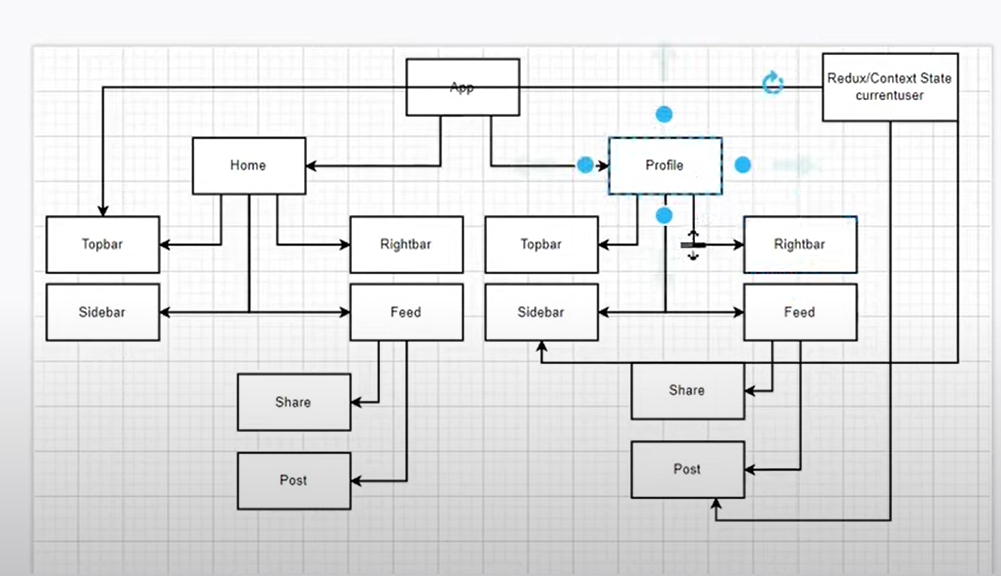 Redux/Context State
currentuser
App
Home
Profile
Topbar
Rightbar
Topbar
Rightbar
Sidebar
Feed
Sidebar
Feed
Share
Share
Post
Post